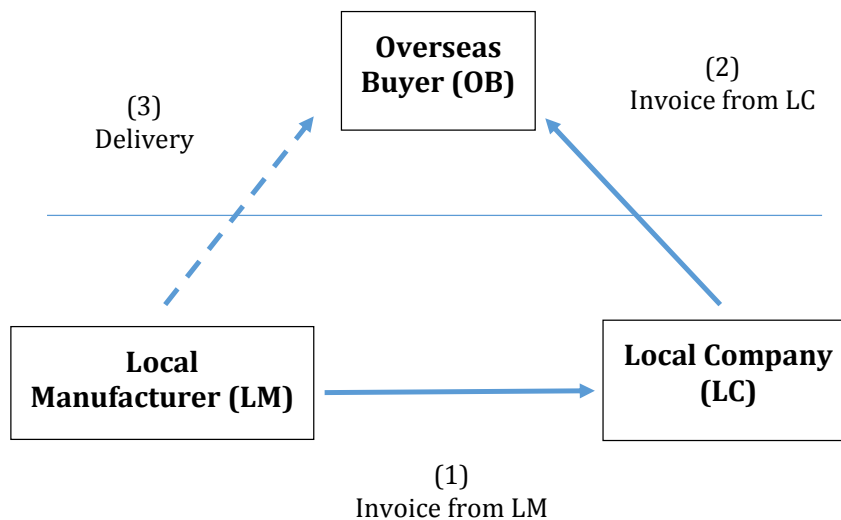 Overseas
Buyer (OB)
(2)
Invoice from LC
(3)
Delivery
Local
Manufacturer (LM)
Local Company
(LC)
(1)
Invoice from LM